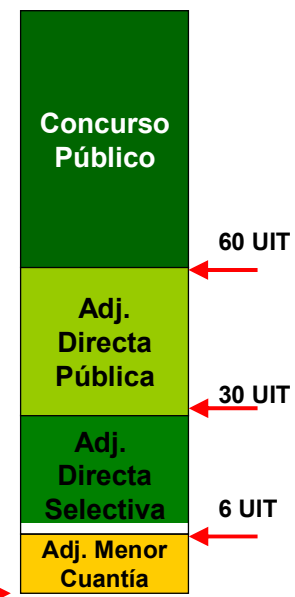 Concurso
Público
60 UIT
Adj.
Directa
Pública
30 UIT
Adj.
Directa
Selectiva
6 UIT
Adj. Menor
Cuantía